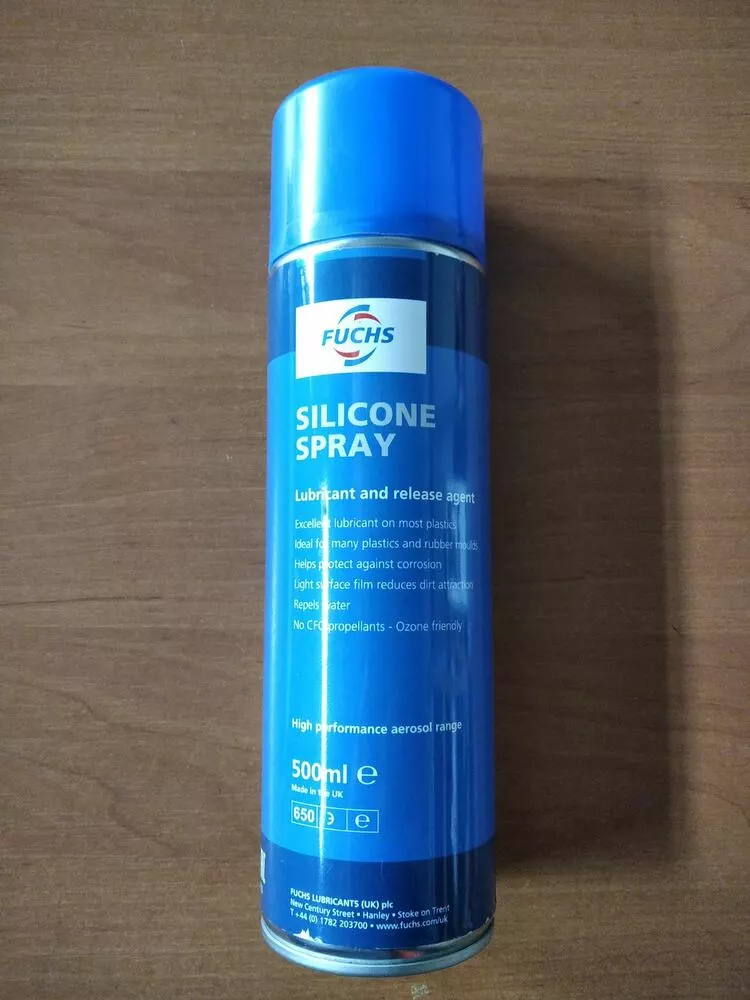 FUCHS
SILICONE
SPRAY
Lubricant and release agent
Excellent lubricant on most plastics
Ideal for many plastics and rubber moulds
Helps protect against corrosion
Light surface film reduces dirt attraction
Repels water
No CFC propellants - Ozone friendly
High performance aerosol range
500ml ℮
Made in the UK
650 ℮
FUCHS LUBRICANTS (UK) plc
New Century Street • Hanley • Stoke on Trent
T +44 (0) 1782 203700 • www.fuchs.com/uk